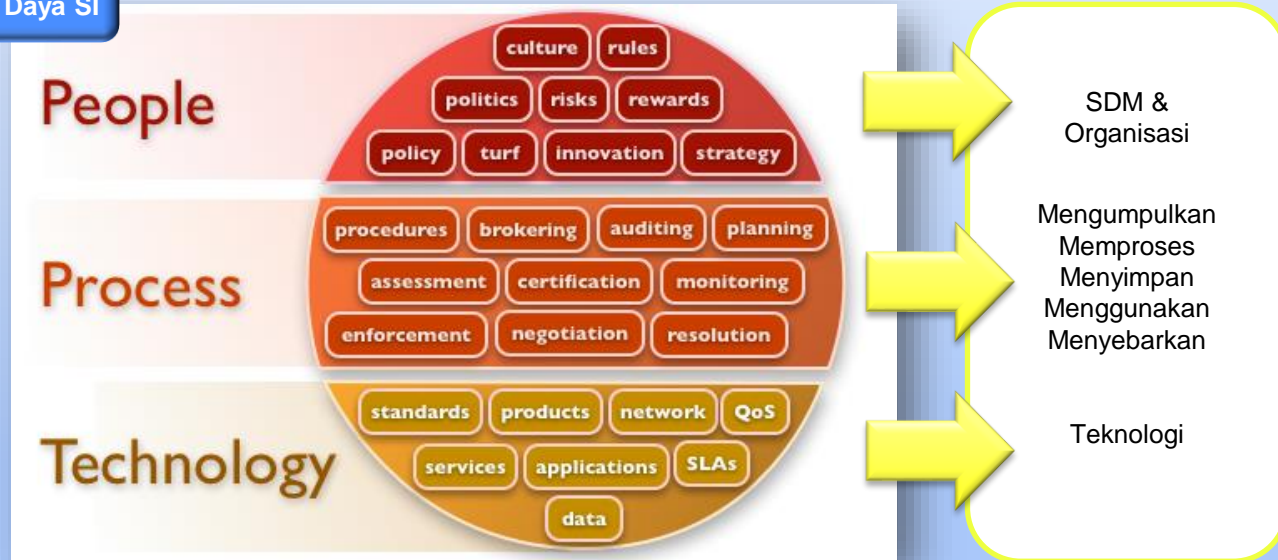 Daya SI
People
culture rules
politics risks rewards
policy turf innovation strategy
SDM &
Organisasi
Process
procedures brokering auditing planning
assessment certification monitoring
enforcement negotiation resolution
Mengumpulkan
Memproses
Menyimpan
Menggunakan
Menyebarkan
Technology
standards products network QoS
services applications SLAs
data
Teknologi